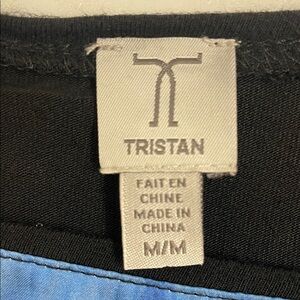 TRISTAN
FAIT EN
CHINE
MADE IN
CHINA
M/M